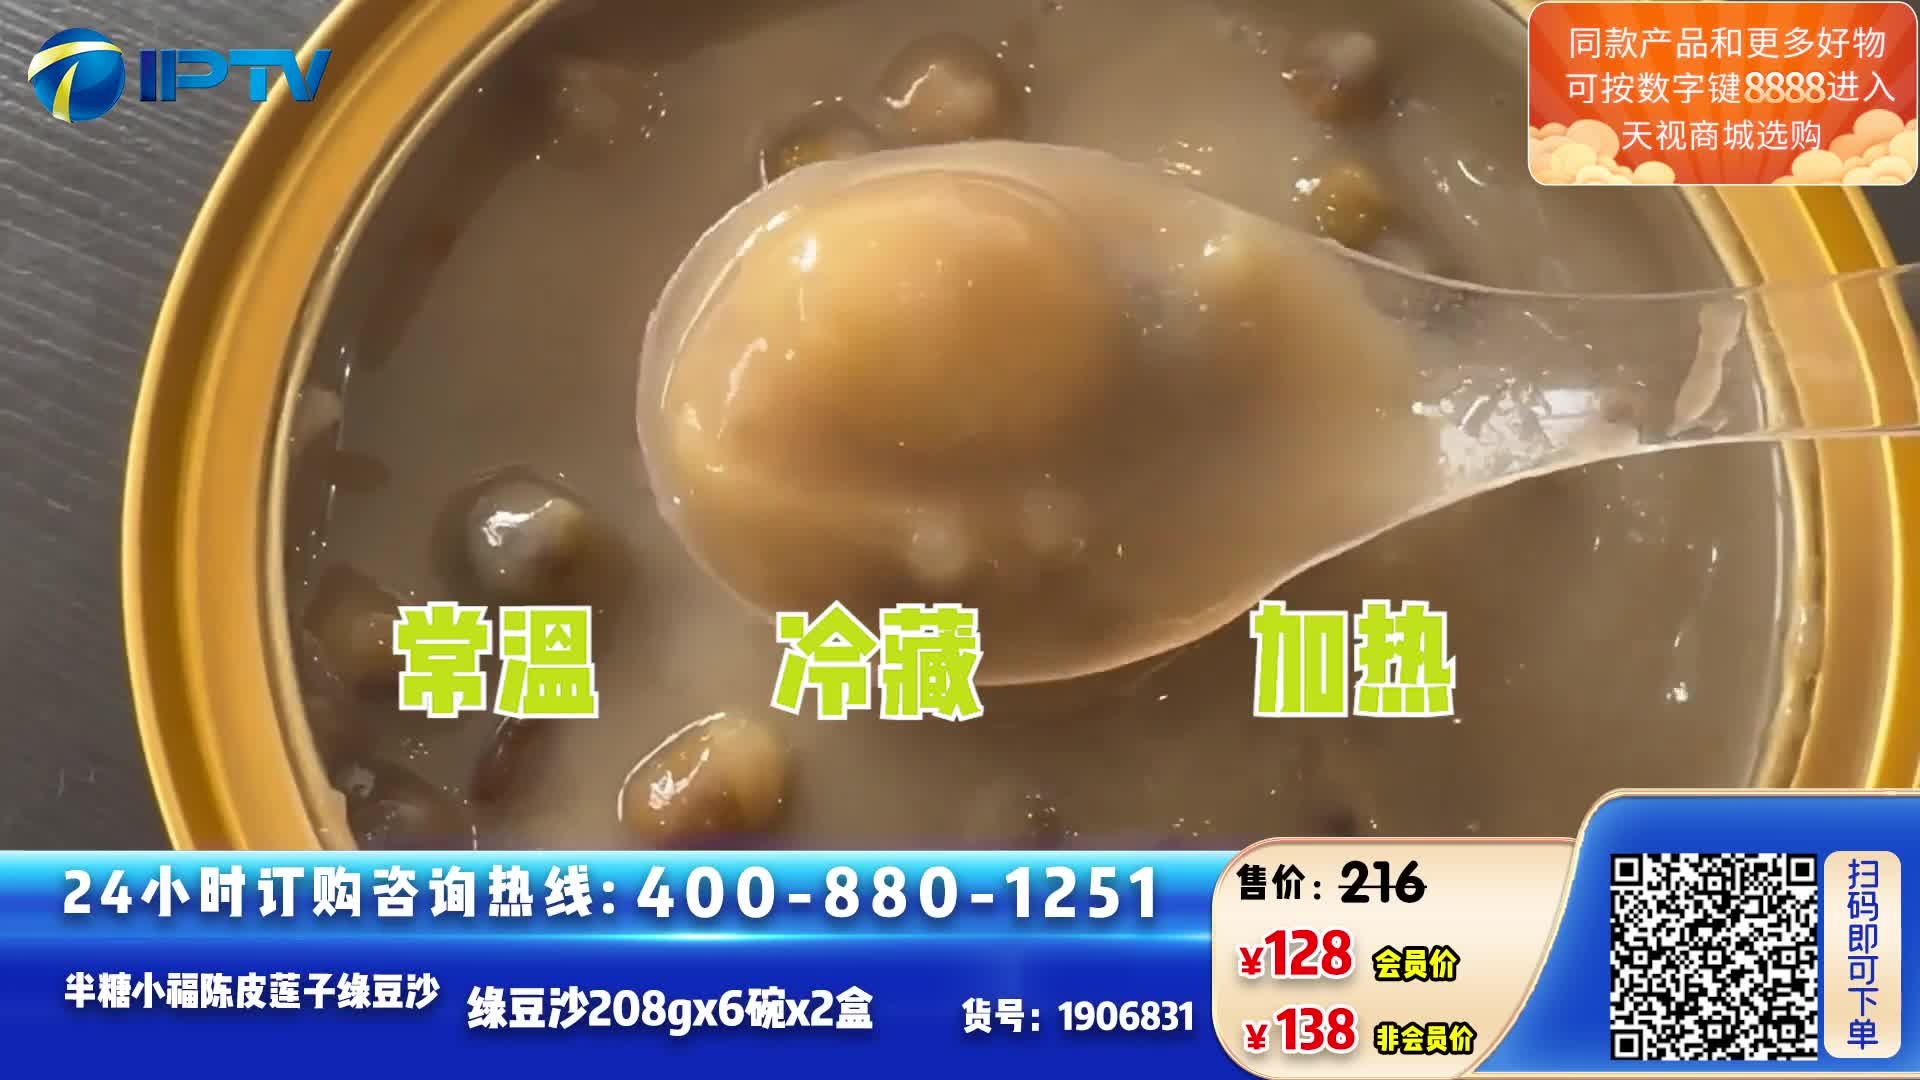 IPTV
同款产品和更多好物
可按数字键8888进入
天视商城选购
常温 冷藏 加热
24小时订购咨询热线:400-880-1251
半糖小福陈皮莲子绿豆沙 绿豆沙208gx6碗x2盒 货号：1906831
售价：216
¥128 会员价
¥138 非会员价
扫码即可下单